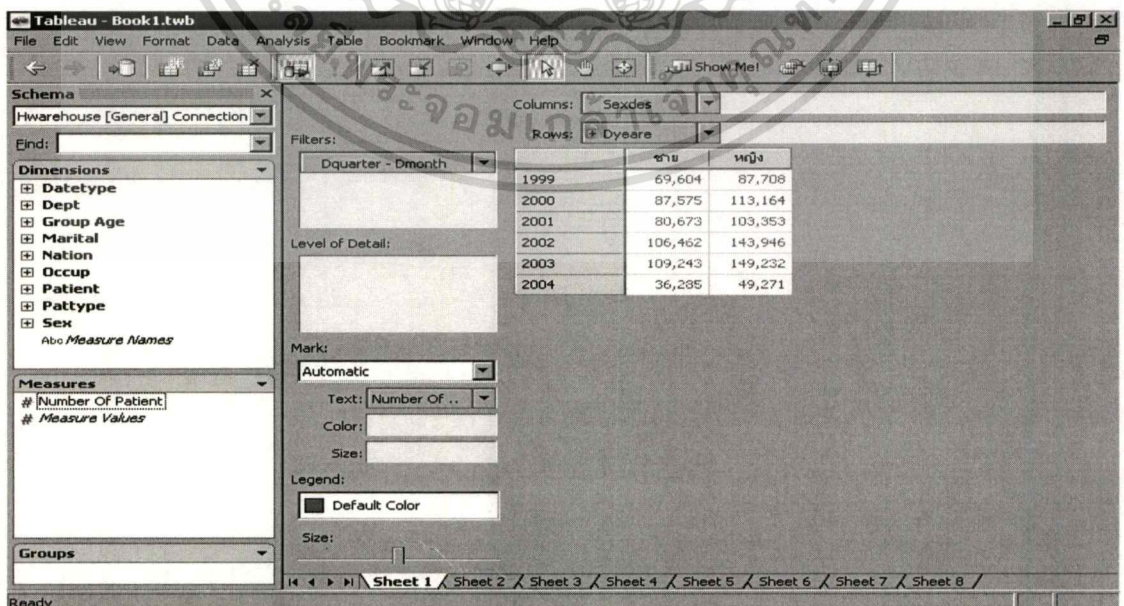 Tableau - Book1.twb
File Edit View Format Data Analysis Table Bookmark Window Help
Show Me!
Schema
Hwarehouse [General] Connection
Find:
Dimensions
Datetype
Dept
Group Age
Marital
Nation
Occup
Patient
Pattype
Sex
Abc Measure Names
Measures
# Number Of Patient
# Measure Values
Groups
Filters:
Dquarter - Dmonth
Level of Detail:
Mark:
Automatic
Text: Number Of ..
Color:
Size:
Legend:
Default Color
Size:
Columns: Sexdes
Rows: Dyeare
ชาย หญิง
1999 69,604 87,708
2000 87,575 113,164
2001 80,673 103,353
2002 106,462 143,946
2003 109,243 149,232
2004 36,285 49,271
Sheet 1 Sheet 2 Sheet 3 Sheet 4 Sheet 5 Sheet 6 Sheet 7 Sheet 8
Ready